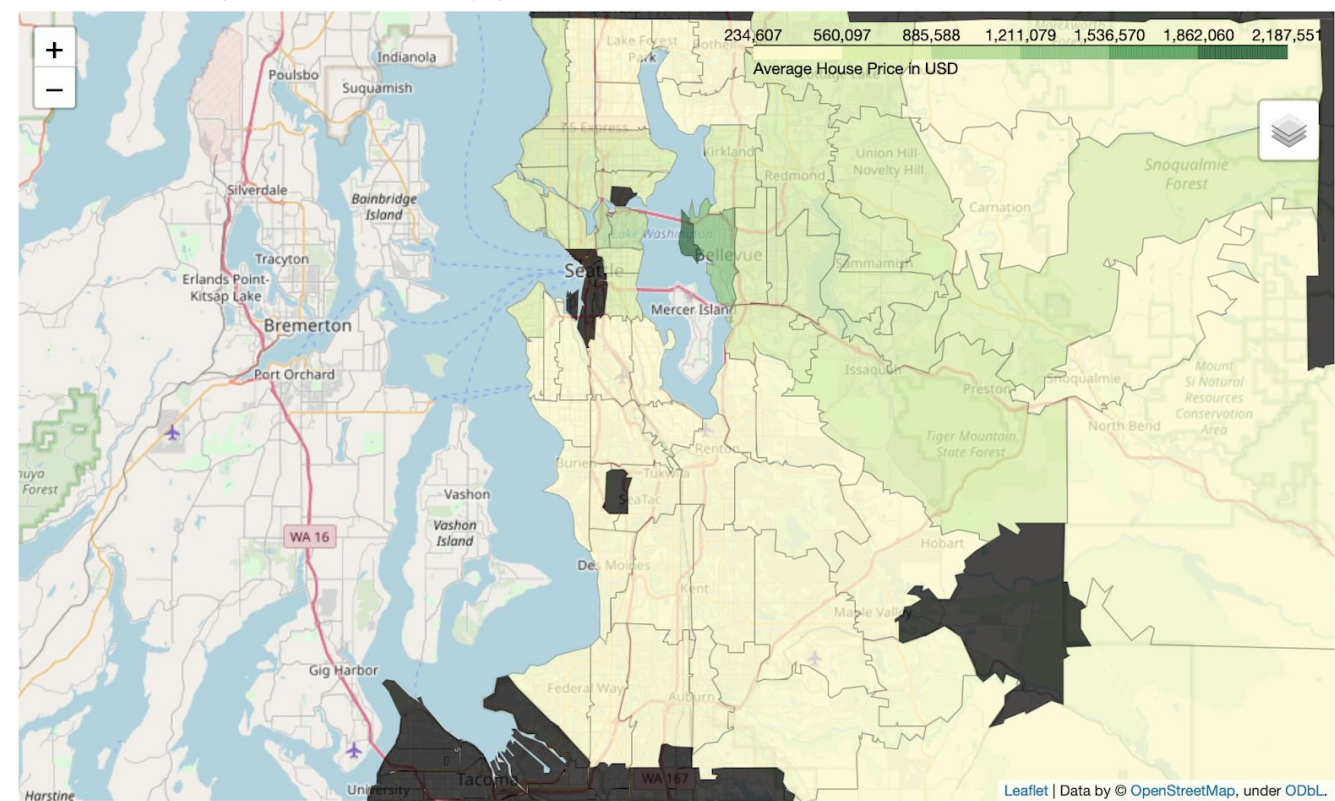 +
−
234,607 560,097 885,588 1,211,079 1,536,570 1,862,060 2,187,551
Average House Price in USD
Lake Forest
Park
Bothell
Indianola
Poulsbo
Suquamish
Kirkland
Union Hill-
Novelty Hill
Redmond
Snoqualmie
Forest
Silverdale
Bainbridge
Island
Carnation
Lake Washington
Bellevue
Tracyton
Seattle
Sammamish
Erlands Point-
Kitsap Lake
Mercer Island
Bremerton
Port Orchard
Issaquah
Preston
Snoqualmie
Mount
Si Natural
Resources
Conservation
Area
North Bend
Tiger Mountain
State Forest
Renton
Burien
Tukwila
SeaTac
Forest
Vashon
Vashon
Island
WA 16
Hobart
Des Moines
Kent
Maple Valley
Gig Harbor
Federal Way
Auburn
Tacoma
WA 167
University
Harstine
Leaflet | Data by © OpenStreetMap, under ODbL.